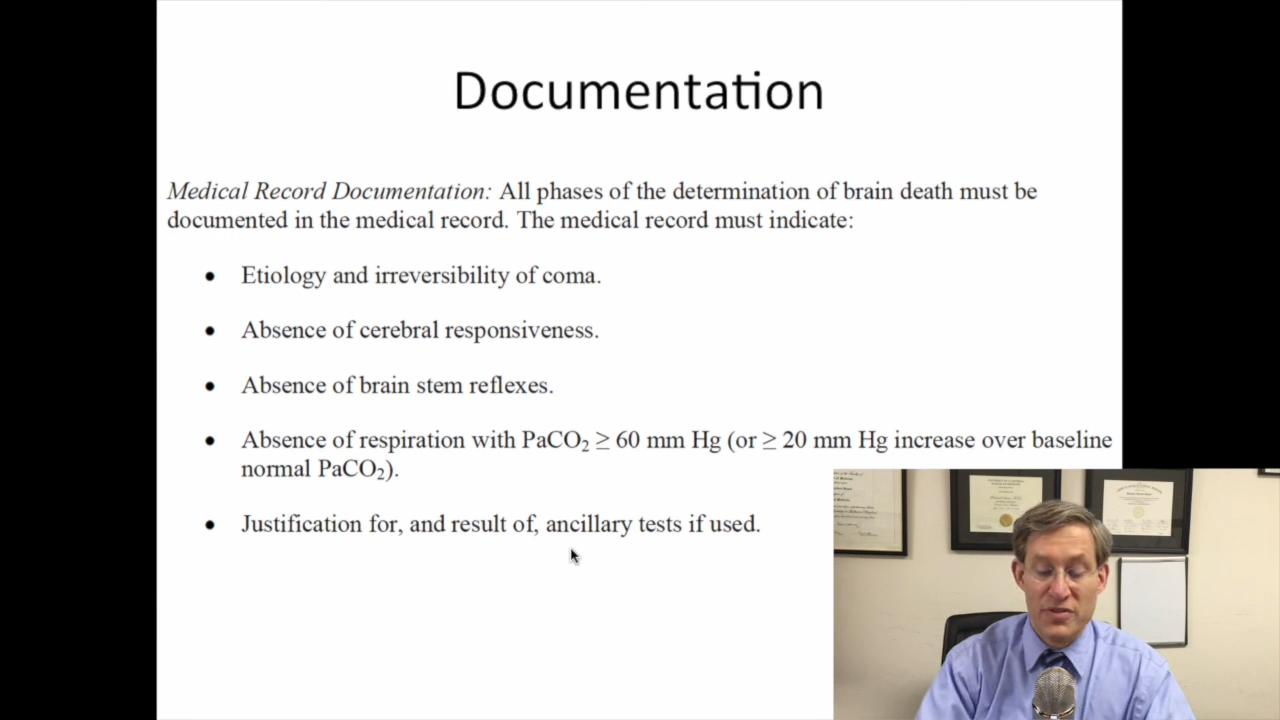 Documentation
Medical Record Documentation: All phases of the determination of brain death must be
documented in the medical record. The medical record must indicate:
• Etiology and irreversibility of coma.
• Absence of cerebral responsiveness.
• Absence of brain stem reflexes.
• Absence of respiration with PaCO₂ ≥ 60 mm Hg (or ≥ 20 mm Hg increase over baseline
normal PaCO₂).
• Justification for, and result of, ancillary tests if used.